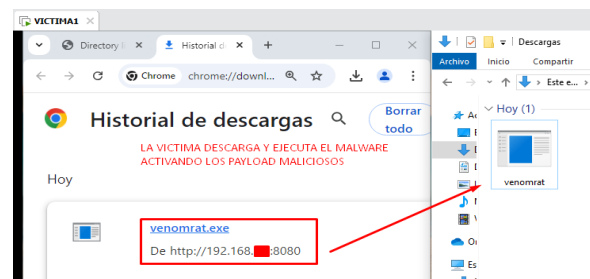 VICTIMA1
Directory l
Historial d
Descargas
Archivo Inicio Compartir
Chrome chrome://downl...
Este e...
Historial de descargas
Borrar todo
Hoy (1)
LA VICTIMA DESCARGA Y EJECUTA EL MALWARE
ACTIVANDO LOS PAYLOAD MALICIOSOS
Hoy
venomrat
venomrat.exe
De http://192.168. :8080